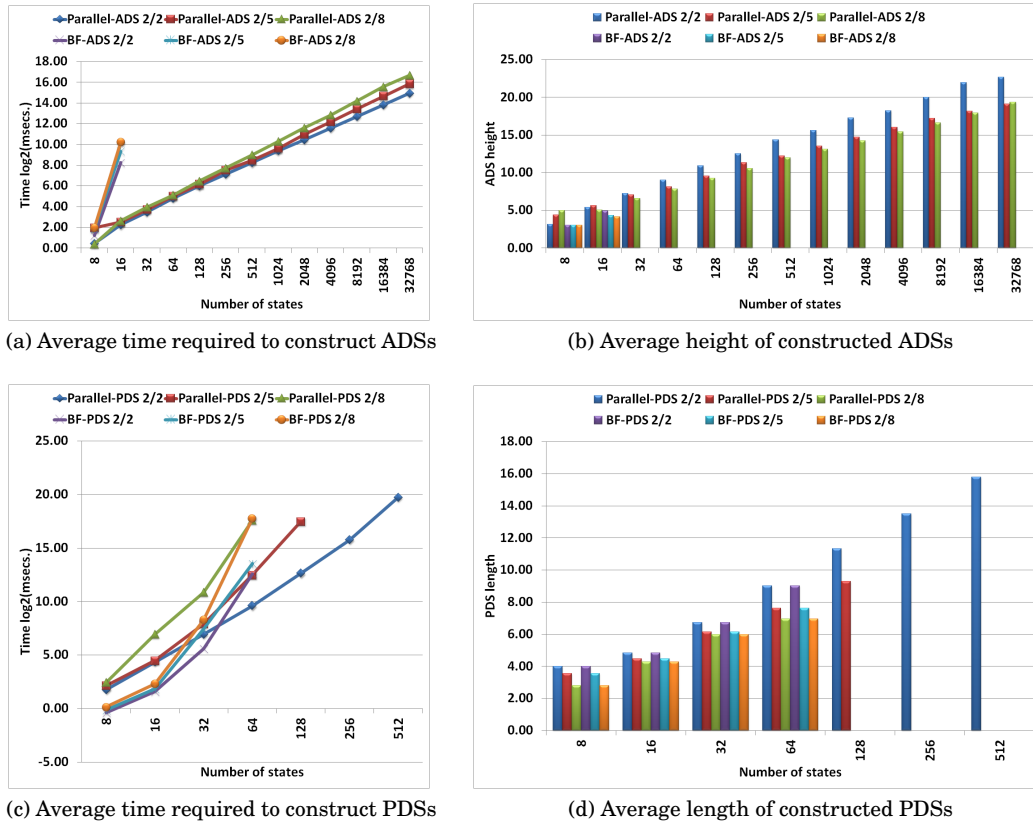 Parallel-ADS 2/2 Parallel-ADS 2/5 Parallel-ADS 2/8
BF-ADS 2/2 BF-ADS 2/5 BF-ADS 2/8
Time log2(msecs.)
18.00
16.00
14.00
12.00
10.00
8.00
6.00
4.00
2.00
0.00
8 16 32 64 128 256 512 1024 2048 4096 8192 16384 32768
Number of states
(a) Average time required to construct ADSs
Parallel-ADS 2/2 Parallel-ADS 2/5 Parallel-ADS 2/8
BF-ADS 2/2 BF-ADS 2/5 BF-ADS 2/8
ADS height
25.00
20.00
15.00
10.00
5.00
0.00
8 16 32 64 128 256 512 1024 2048 4096 8192 16384 32768
Number of states
(b) Average height of constructed ADSs
Parallel-PDS 2/2 Parallel-PDS 2/5 Parallel-PDS 2/8
BF-PDS 2/2 BF-PDS 2/5 BF-PDS 2/8
Time log2(msecs.)
25.00
20.00
15.00
10.00
5.00
0.00
-5.00
8 16 32 64 128 256 512
Number of states
(c) Average time required to construct PDSs
Parallel-PDS 2/2 Parallel-PDS 2/5 Parallel-PDS 2/8
BF-PDS 2/2 BF-PDS 2/5 BF-PDS 2/8
PDS length
18.00
16.00
14.00
12.00
10.00
8.00
6.00
4.00
2.00
0.00
8 16 32 64 128 256 512
Number of states
(d) Average length of constructed PDSs